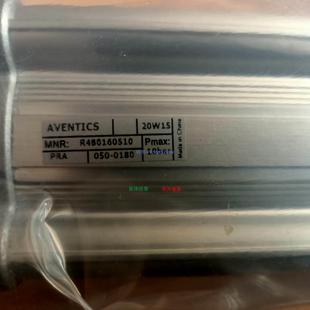 AVENTICS 20W15
MNR: R480160510 Pmax:
PRA 050-0180 10bar
Made in China